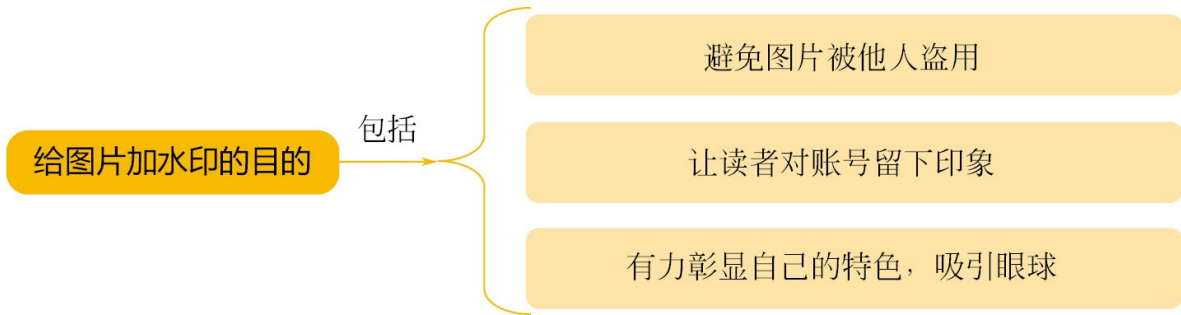 给图片加水印的目的
包括
避免图片被他人盗用
让读者对账号留下印象
有力彰显自己的特色，吸引眼球